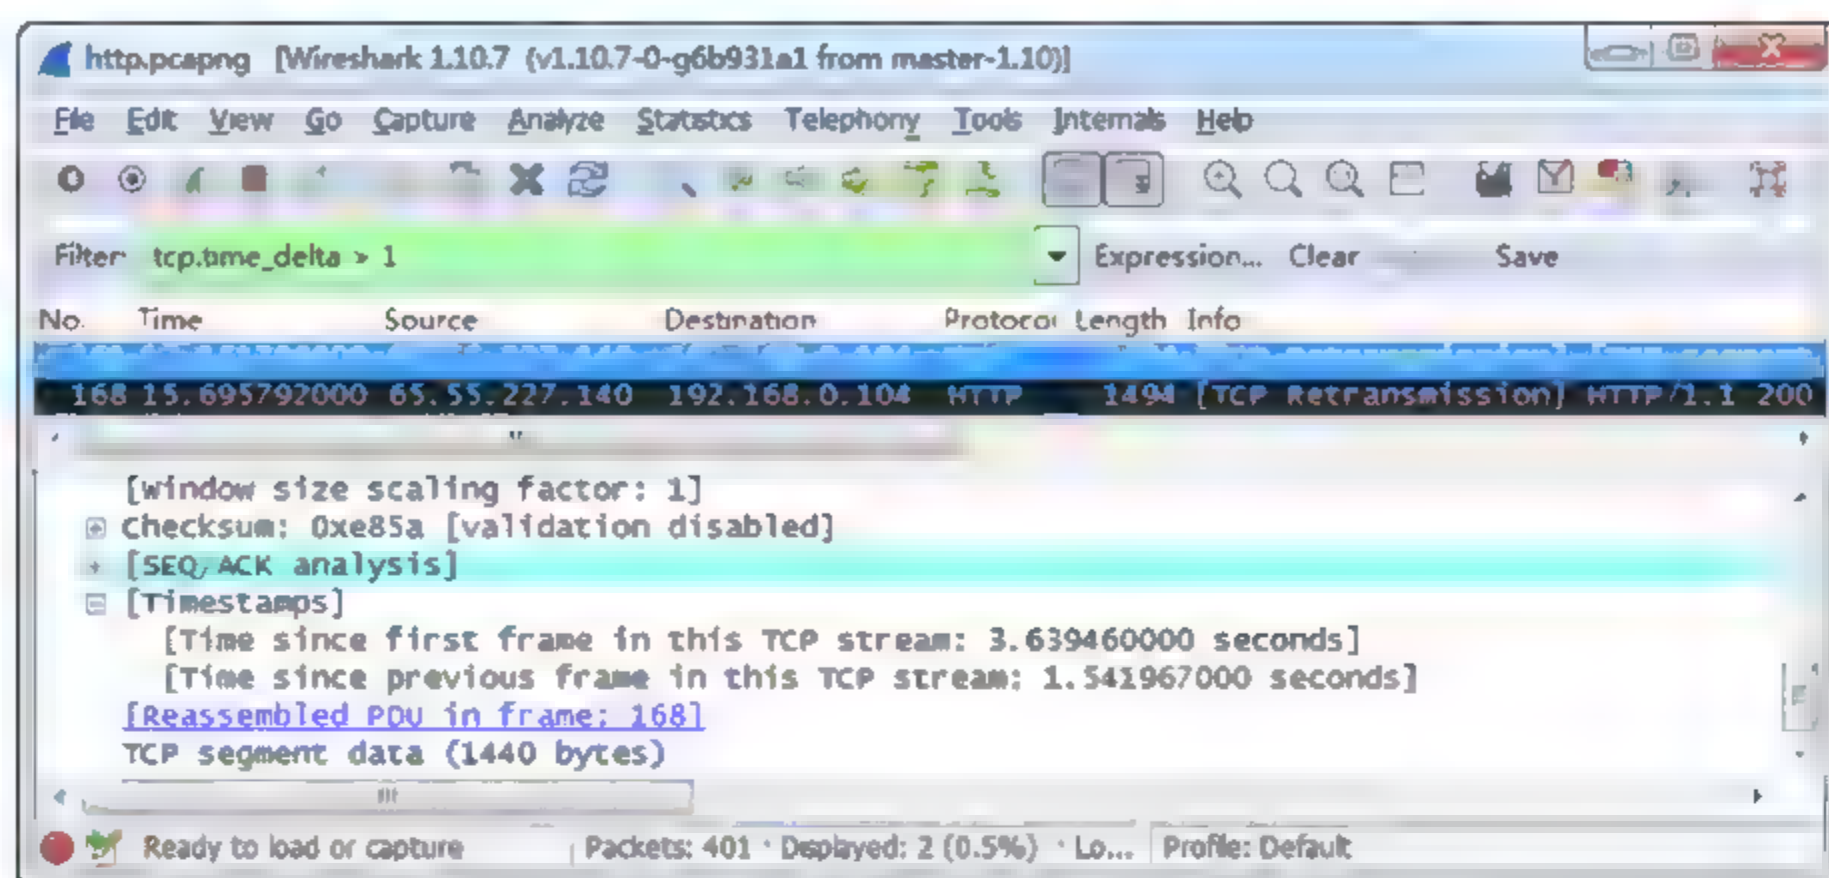 http.pcapng [Wireshark 1.10.7 (v1.10.7-0-g6b931a1 from master-1.10)]
File Edit View Go Capture Analyze Statistics Telephony Tools Internals Help
Filter: tcp.time_delta > 1 Expression... Clear Save
No. Time Source Destination Protocol Length Info
168 15.695792000 65.55.227.140 192.168.0.104 HTTP 1494 [TCP Retransmission] HTTP/1.1 200
[Window size scaling factor: 1]
Checksum: 0xe85a [validation disabled]
[SEQ/ACK analysis]
[Timestamps]
[Time since first frame in this TCP stream: 3.639460000 seconds]
[Time since previous frame in this TCP stream: 1.541967000 seconds]
[Reassembled PDU in frame: 168]
TCP segment data (1440 bytes)
Ready to load or capture Packets: 401 · Displayed: 2 (0.5%) · Lo... Profile: Default